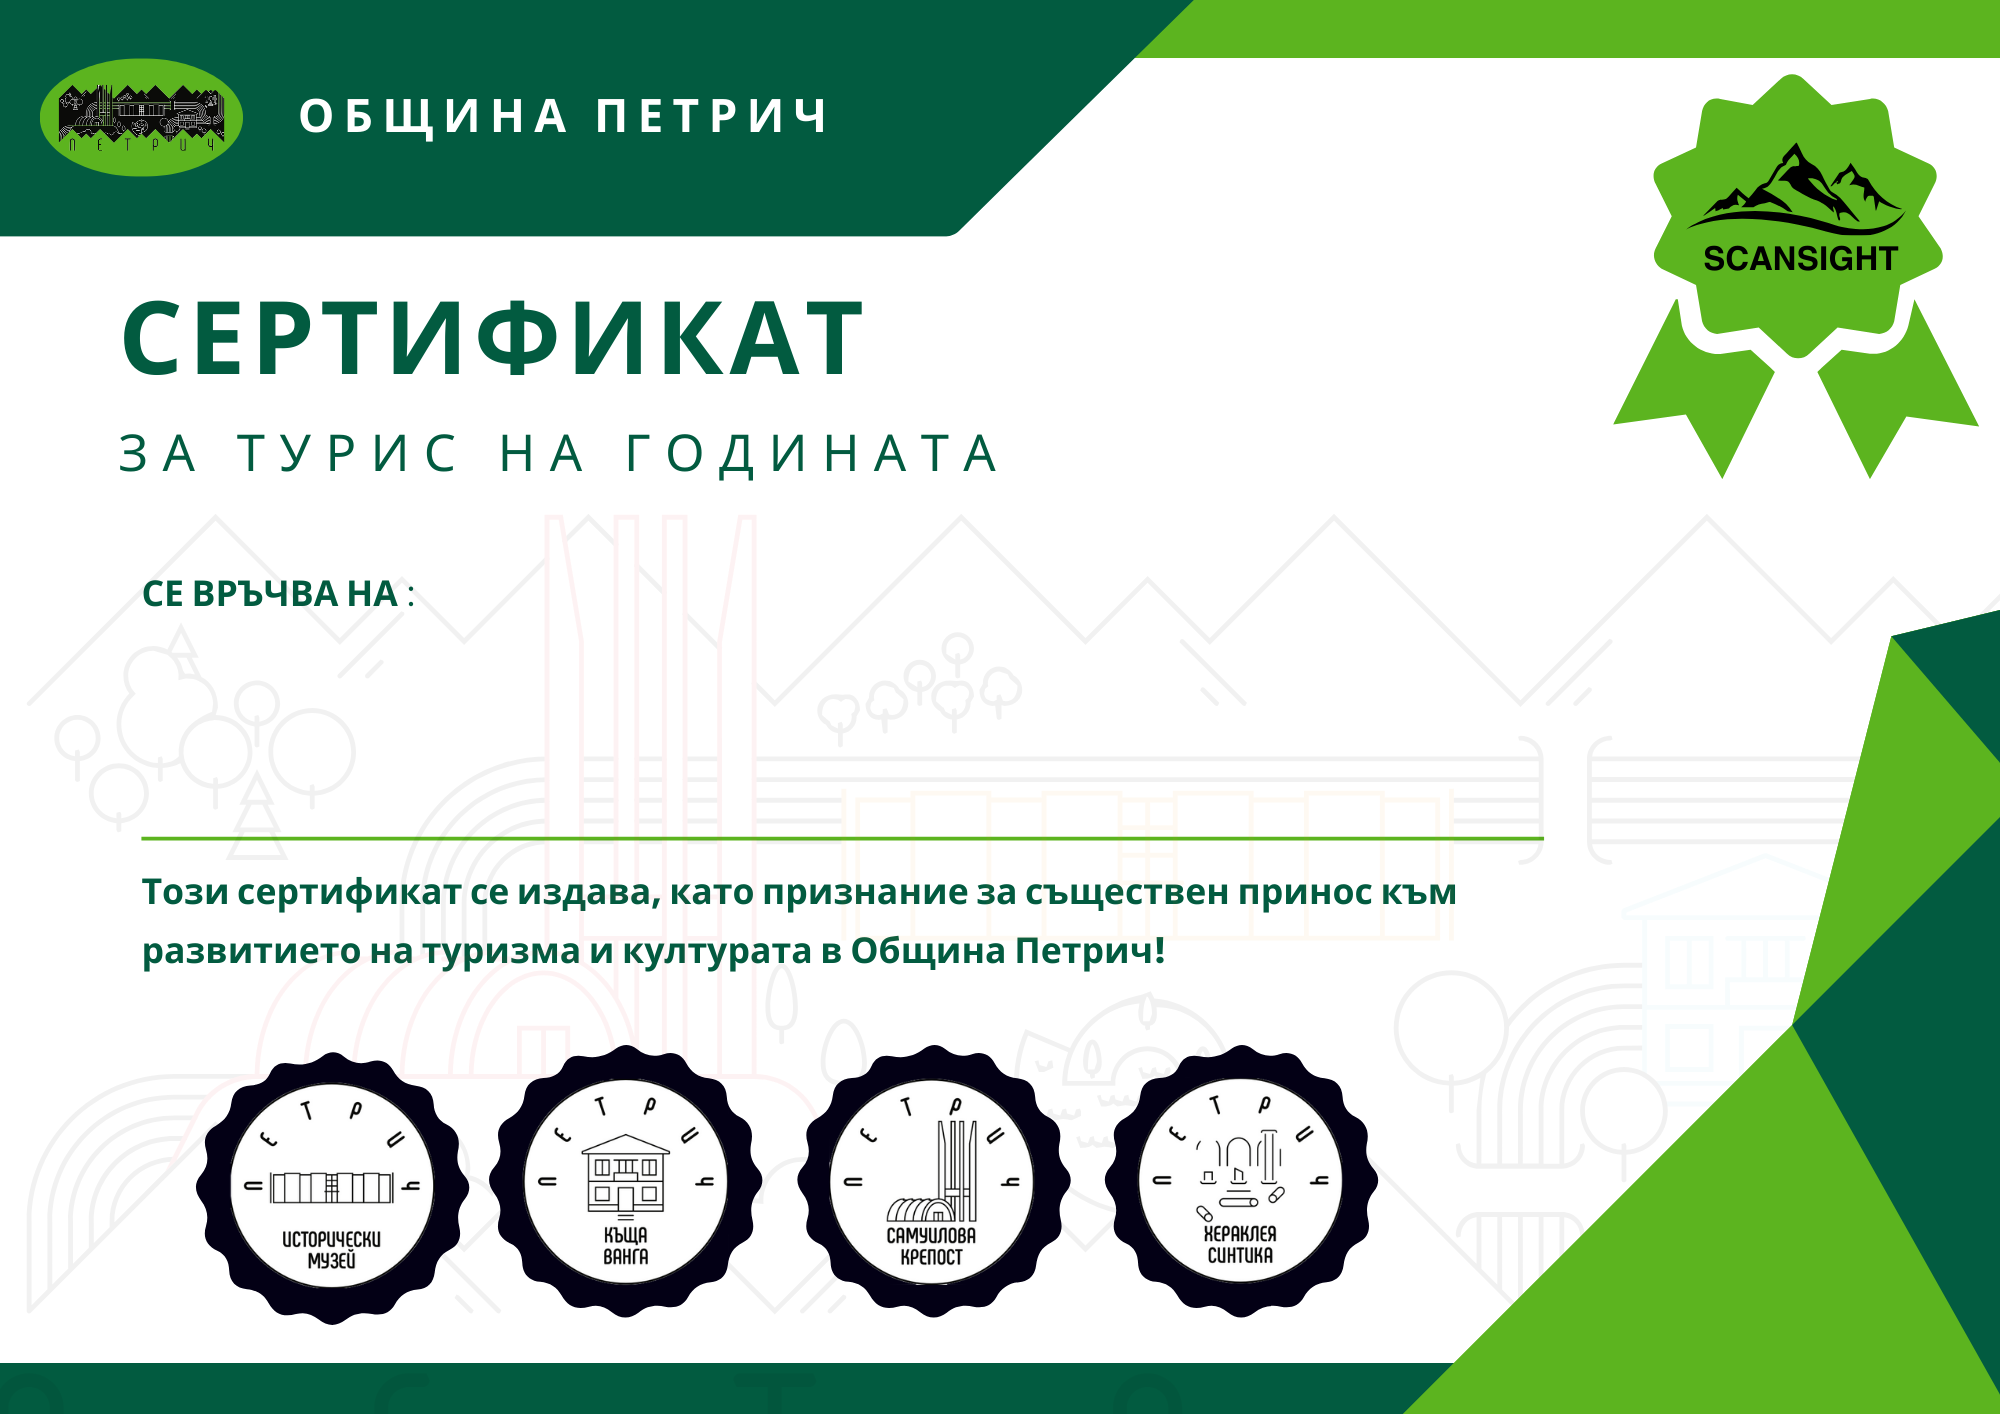 ОБЩИНА ПЕТРИЧ
ПЕТРИЧ
SCANSIGHT
СЕРТИФИКАТ
ЗА ТУРИС НА ГОДИНАТА
СЕ ВРЪЧВА НА :
Този сертификат се издава, като признание за съществен принос към
развитието на туризма и културата в Община Петрич!
ПЕТРИЧ
ИСТОРИЧЕСКИ
МУЗЕЙ
ПЕТРИЧ
КЪЩА
ВАНГА
ПЕТРИЧ
САМУИЛОВА
КРЕПОСТ
ПЕТРИЧ
ХЕРАКЛЕЯ
СИНТИКА